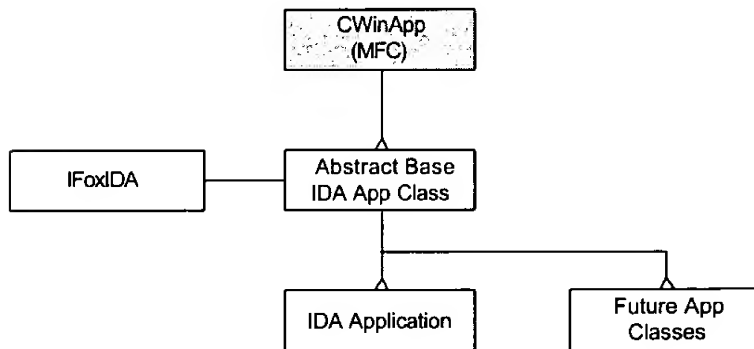 CWinApp
(MFC)
IFoxIDA
Abstract Base
IDA App Class
IDA Application
Future App
Classes